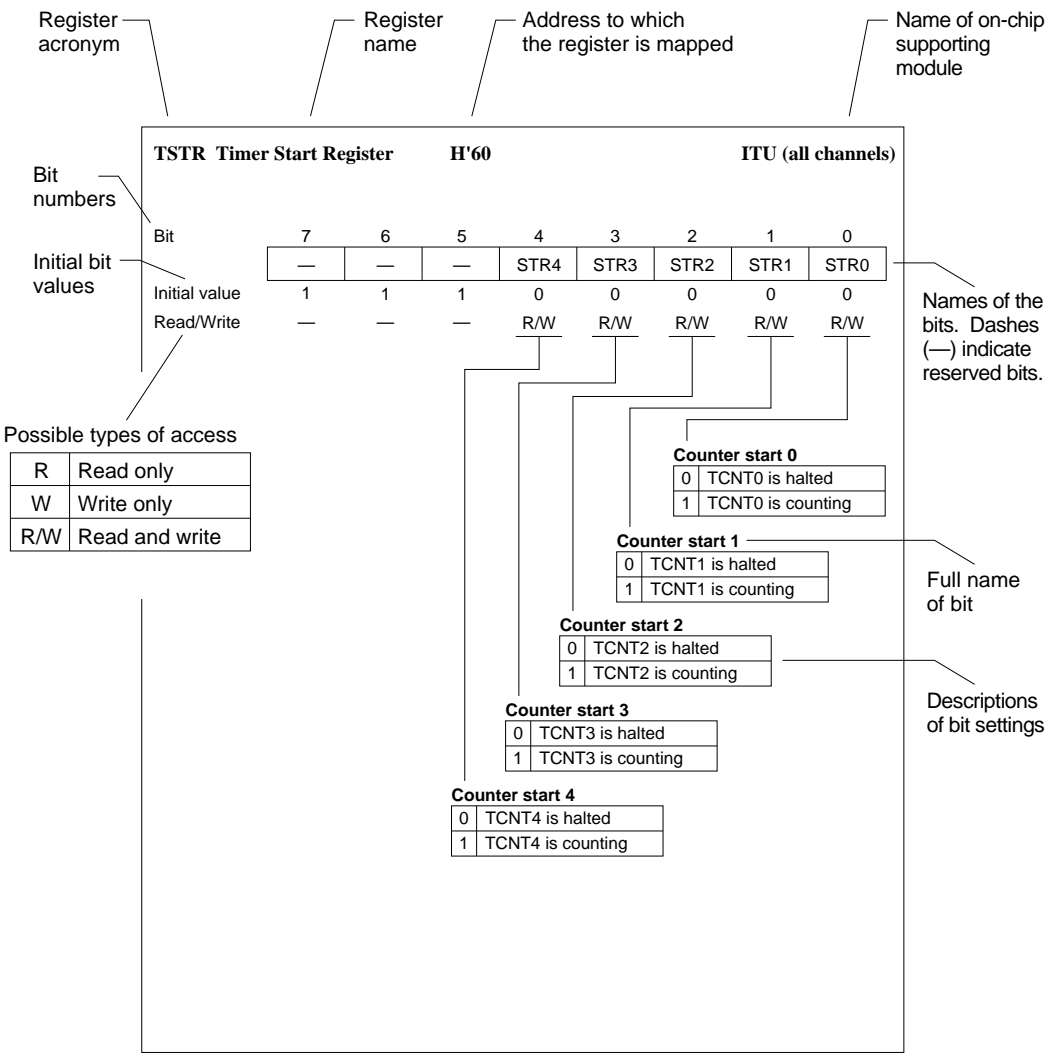 Register
acronym
Register
name
Address to which
the register is mapped
Name of on-chip
supporting
module
TSTR Timer Start Register H'60 ITU (all channels)
Bit
numbers
Bit 7 6 5 4 3 2 1 0
— — — STR4 STR3 STR2 STR1 STR0
Initial bit
values
Initial value 1 1 1 0 0 0 0 0
Read/Write — — — R/W R/W R/W R/W R/W
Names of the
bits. Dashes
(—) indicate
reserved bits.
Possible types of access
R Read only
W Write only
R/W Read and write
Counter start 0
0 TCNT0 is halted
1 TCNT0 is counting
Counter start 1
0 TCNT1 is halted
1 TCNT1 is counting
Full name
of bit
Counter start 2
0 TCNT2 is halted
1 TCNT2 is counting
Descriptions
of bit settings
Counter start 3
0 TCNT3 is halted
1 TCNT3 is counting
Counter start 4
0 TCNT4 is halted
1 TCNT4 is counting